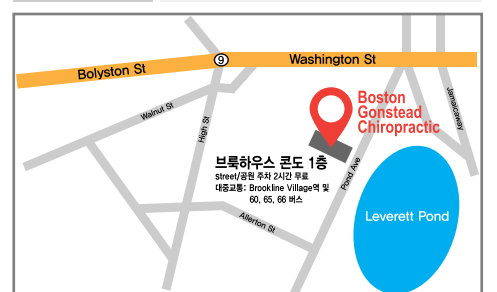 Bolyston St
9
Washington St
Boston
Gonstead
Chiropractic
Jamaicaway
Walnut St
High St
브룩하우스 콘도 1층
street/공원 주차 2시간 무료
대중교통: Brookline Village역 및
60, 65, 66 버스
Pond Ave
Leverett Pond
Allerton St